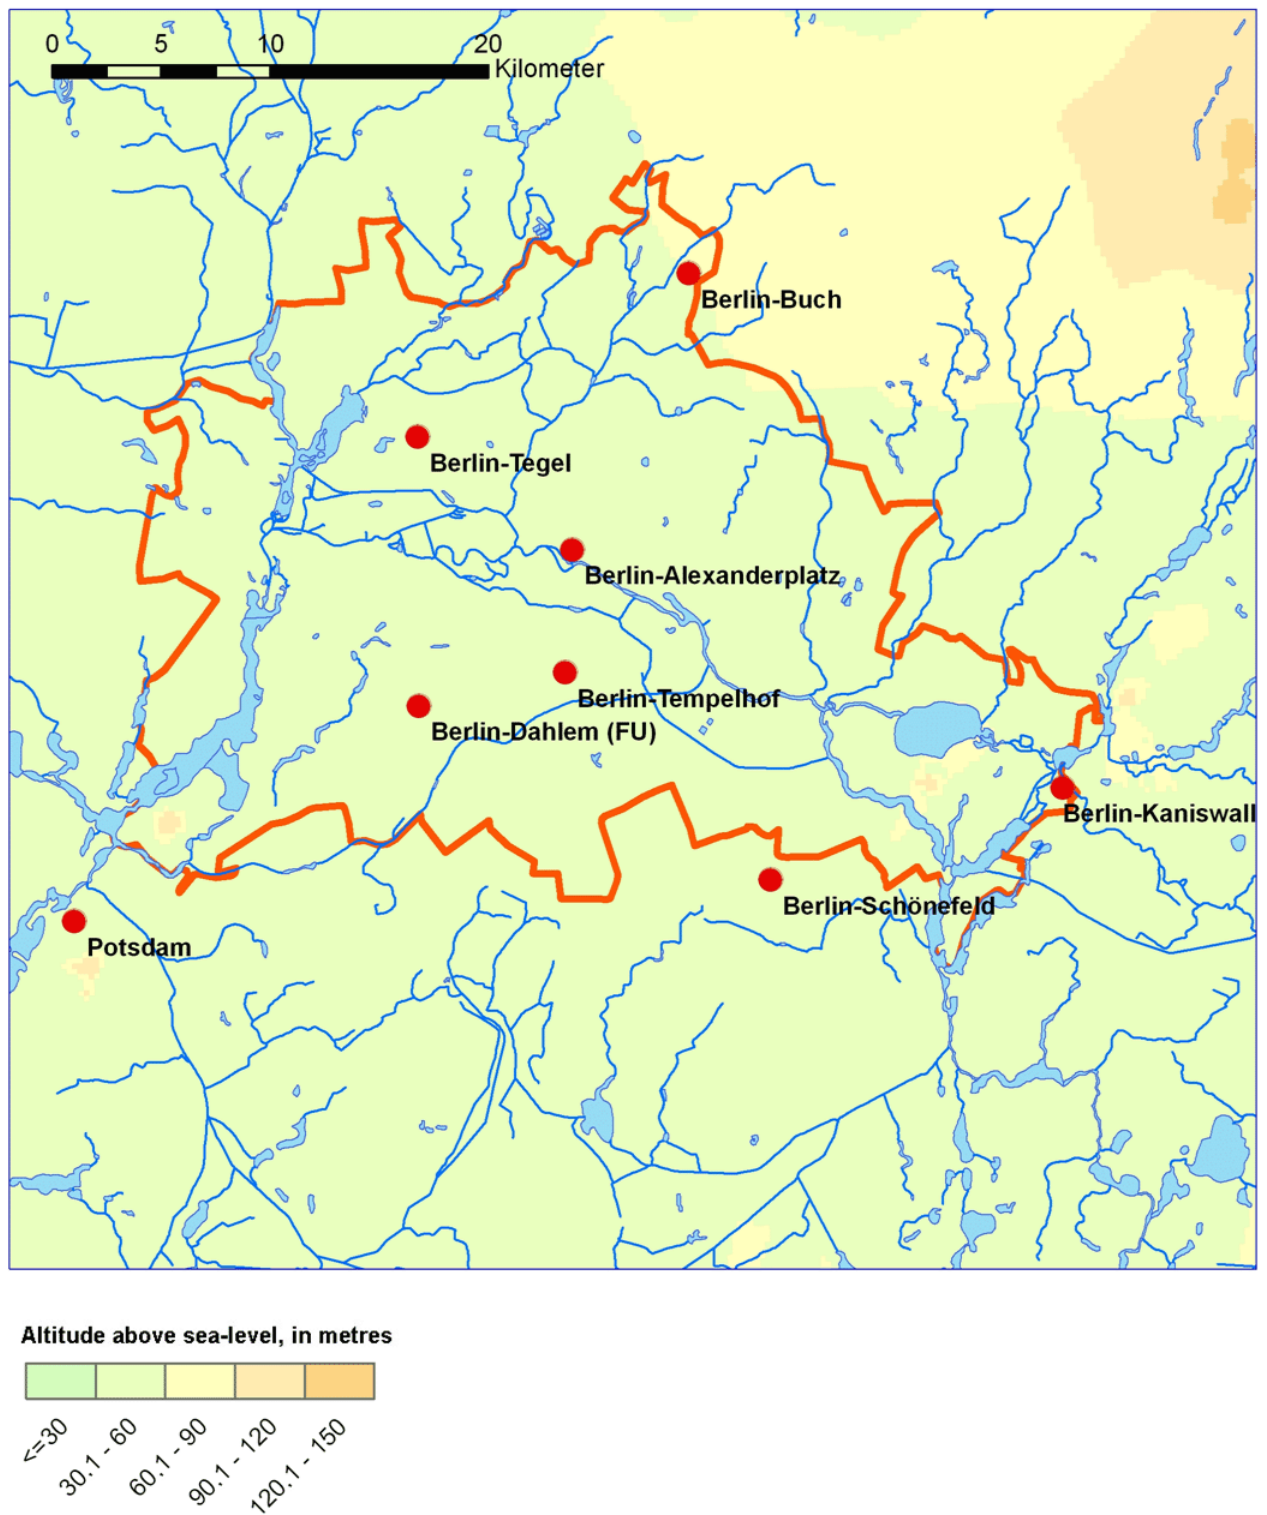 0 5 10 20
Kilometer
Berlin-Buch
Berlin-Tegel
Berlin-Alexanderplatz
Berlin-Tempelhof
Berlin-Dahlem (FU)
Berlin-Kaniswall
Berlin-Schönefeld
Potsdam
Altitude above sea-level, in metres
<=30
30.1 - 60
60.1 - 90
90.1 - 120
120.1 - 150